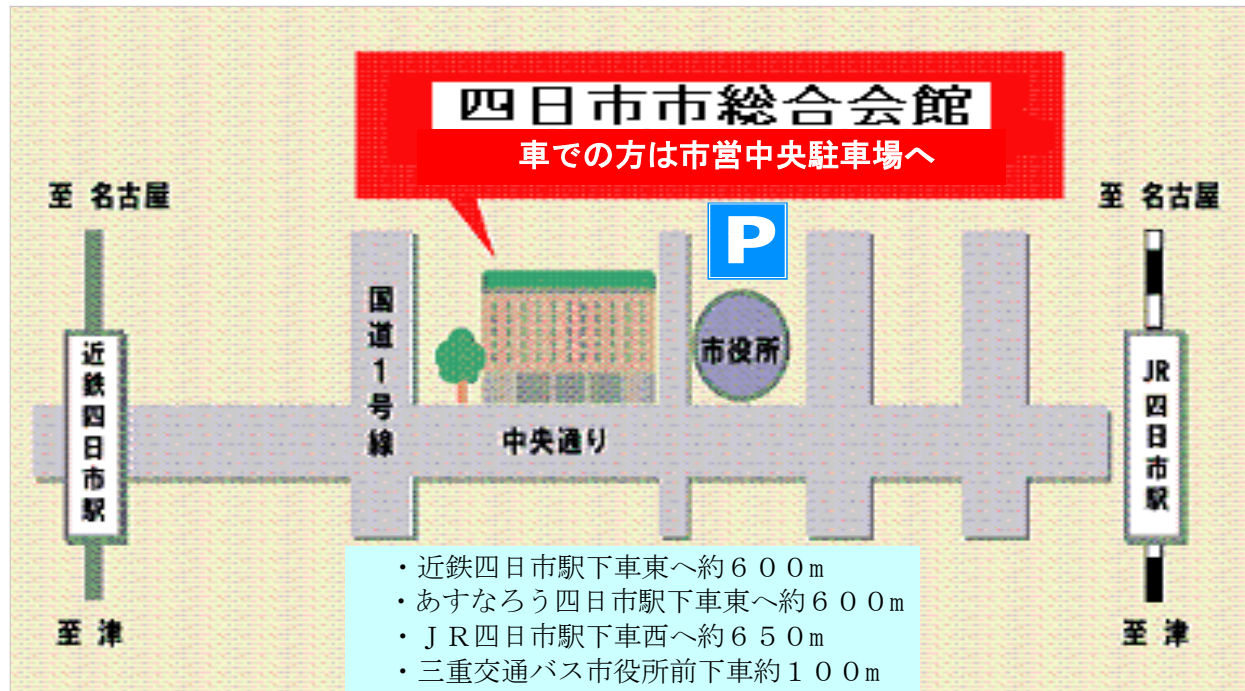 四日市市総合会館
車での方は市営中央駐車場へ
至 名古屋
至 名古屋
P
国道1号線
市役所
近鉄四日市駅
JR四日市駅
中央通り
・近鉄四日市駅下車東へ約６００m
・あすなろう四日市駅下車東へ約６００m
・ＪＲ四日市駅下車西へ約６５０m
・三重交通バス市役所前下車約１００m
至 津
至 津